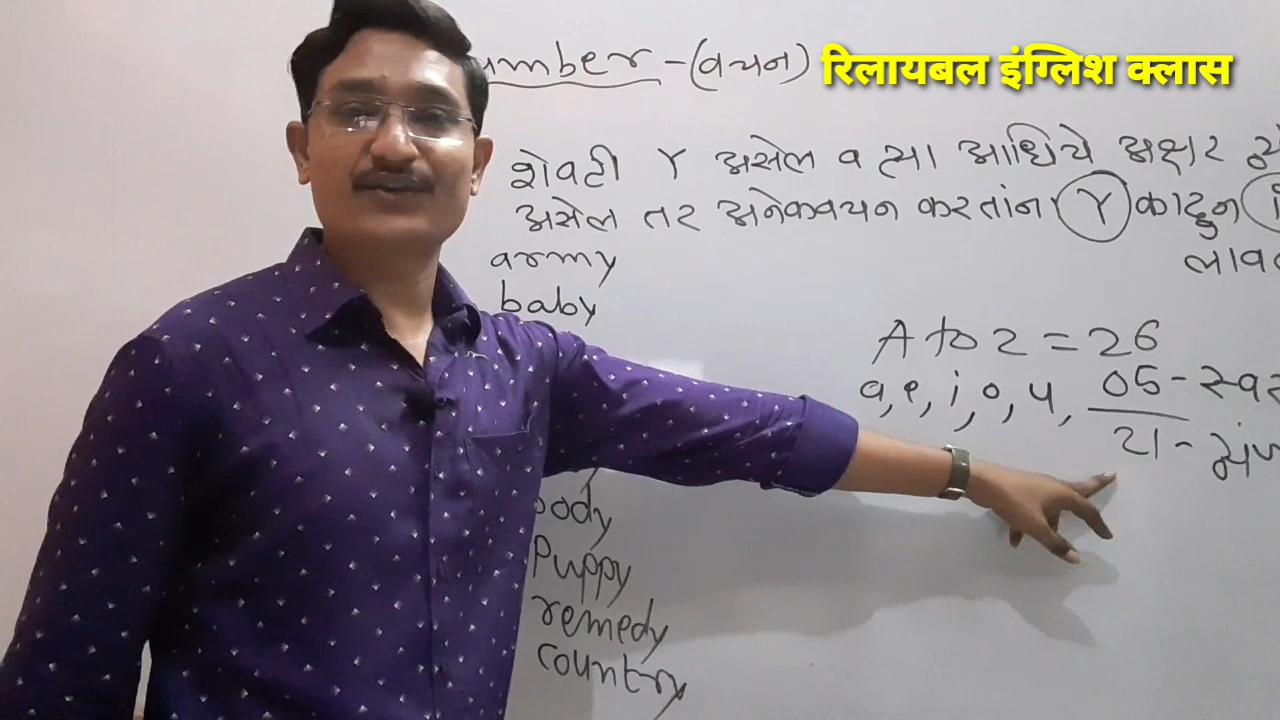 umber - (वचन)
रिलायबल इंग्लिश क्लास
शेवटी Y असेल व त्या आधिचे अक्षर
असेल तर अनेकवचन करतांना Y काढुन i
army
baby
A to Z = 26
a, e, i, o, u, 05 - स्वर
21 -
body
Puppy
remedy
country